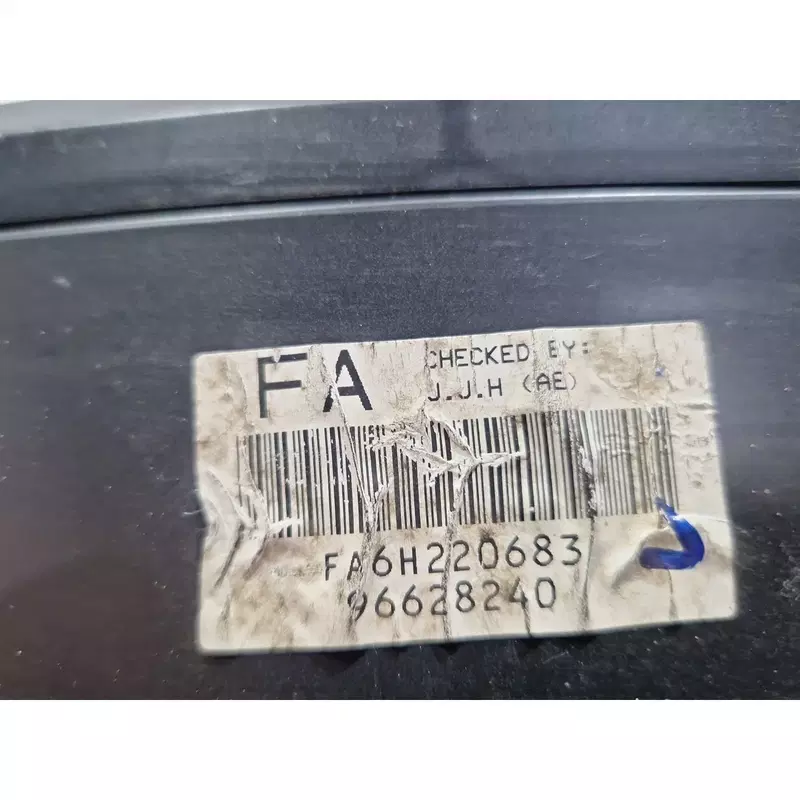 FA
CHECKED BY:
J.J.H (AE)
FA6H220683
96628240